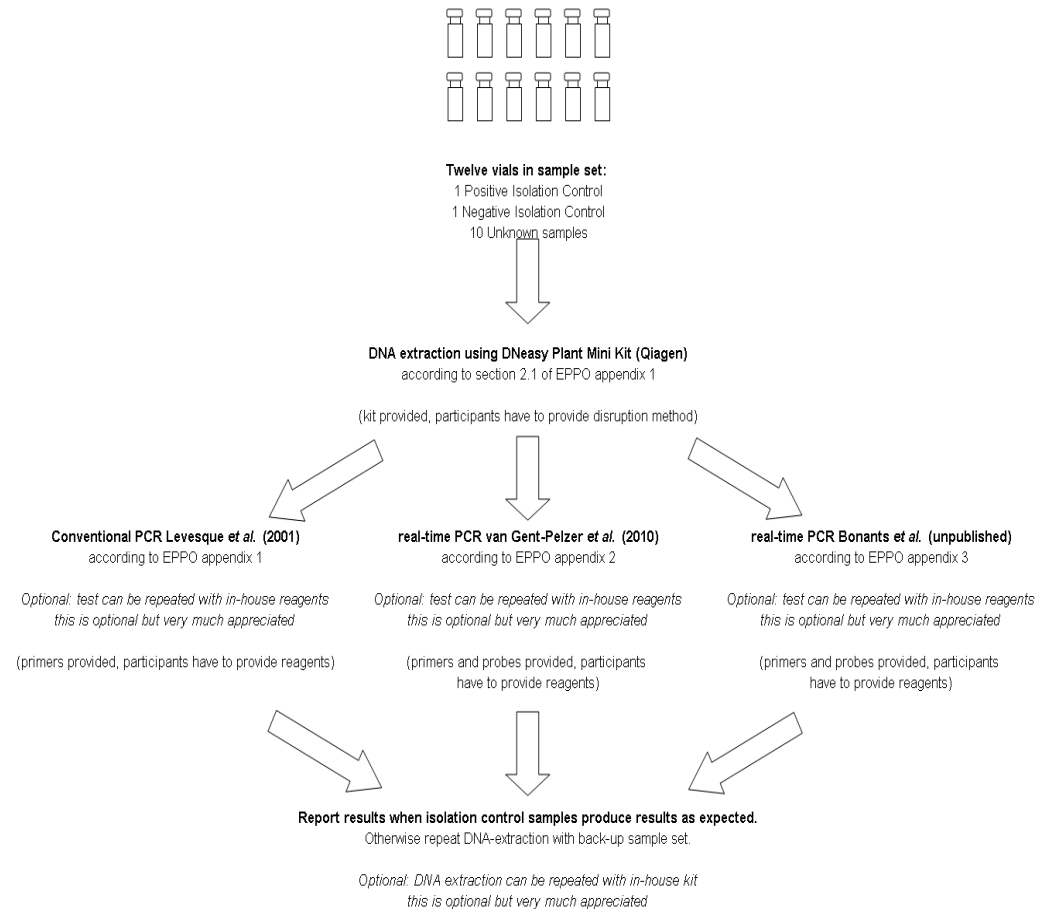 Twelve vials in sample set:
1 Positive Isolation Control
1 Negative Isolation Control
10 Unknown samples
DNA extraction using DNeasy Plant Mini Kit (Qiagen)
according to section 2.1 of EPPO appendix 1
(kit provided, participants have to provide disruption method)
Conventional PCR Levesque et al. (2001)
according to EPPO appendix 1
Optional: test can be repeated with in-house reagents
this is optional but very much appreciated
(primers provided, participants have to provide reagents)
real-time PCR van Gent-Pelzer et al. (2010)
according to EPPO appendix 2
Optional: test can be repeated with in-house reagents
this is optional but very much appreciated
(primers and probes provided, participants
have to provide reagents)
real-time PCR Bonants et al. (unpublished)
according to EPPO appendix 3
Optional: test can be repeated with in-house reagents
this is optional but very much appreciated
(primers and probes provided, participants
have to provide reagents)
Report results when isolation control samples produce results as expected.
Otherwise repeat DNA-extraction with back-up sample set.
Optional: DNA extraction can be repeated with in-house kit
this is optional but very much appreciated